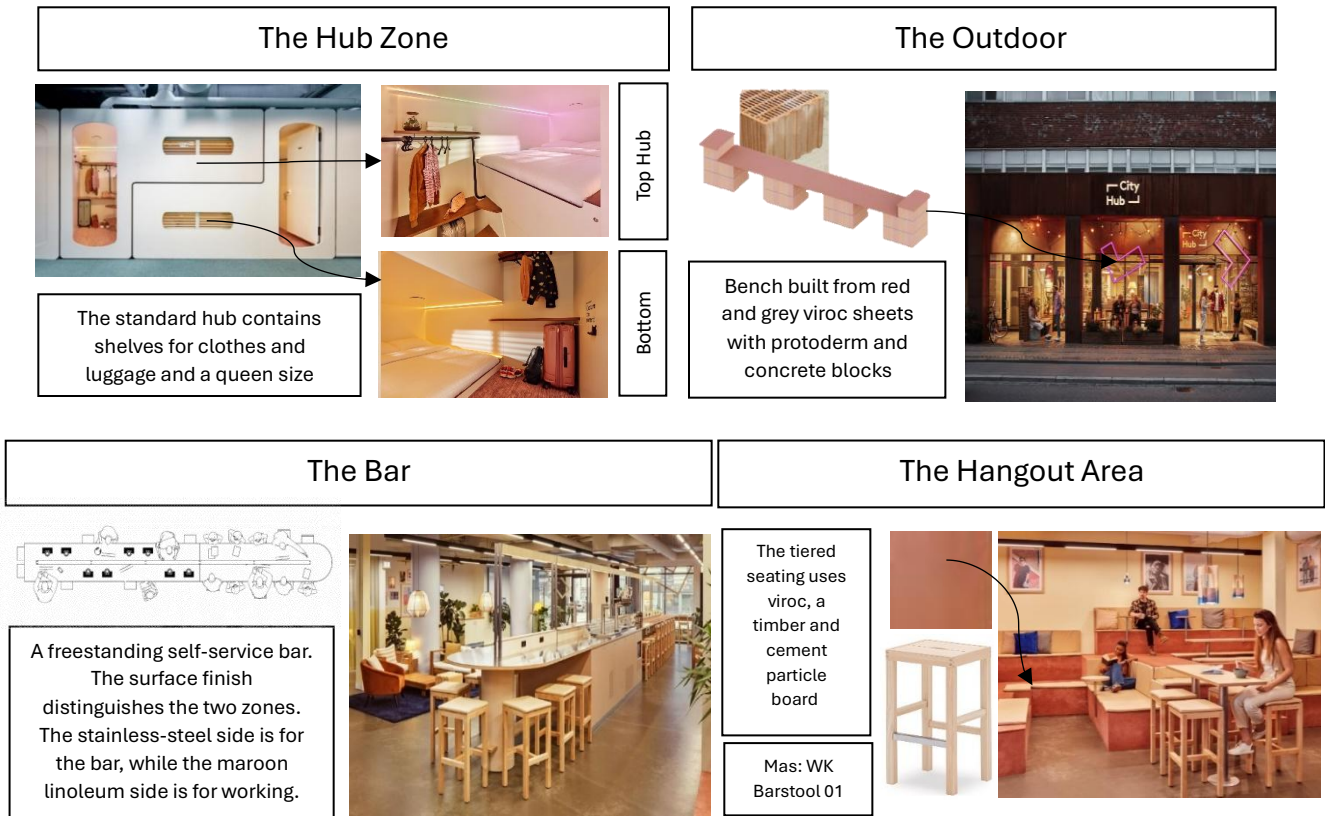 The Hub Zone
The Outdoor
Top Hub
Bottom
The standard hub contains
shelves for clothes and
luggage and a queen size
Bench built from red
and grey viroc sheets
with protoderm and
concrete blocks
City
Hub
City
Hub
The Bar
The Hangout Area
A freestanding self-service bar.
The surface finish
distinguishes the two zones.
The stainless-steel side is for
the bar, while the maroon
linoleum side is for working.
The tiered
seating uses
viroc, a
timber and
cement
particle
board
Mas: WK
Barstool 01